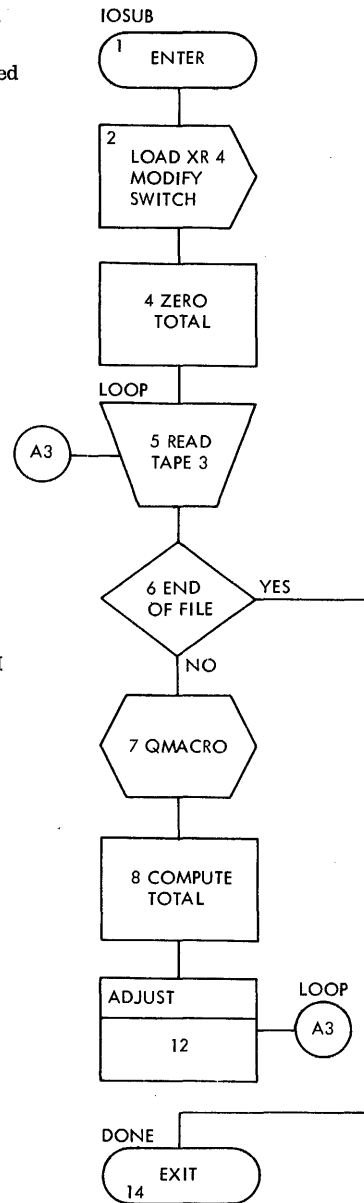 IOSUB
1
ENTER
ed
2
LOAD XR 4
MODIFY
SWITCH
4 ZERO
TOTAL
LOOP
A3
5 READ
TAPE 3
6 END
OF FILE
YES
NO
7 QMACRO
8 COMPUTE
TOTAL
ADJUST
12
LOOP
A3
DONE
EXIT
14